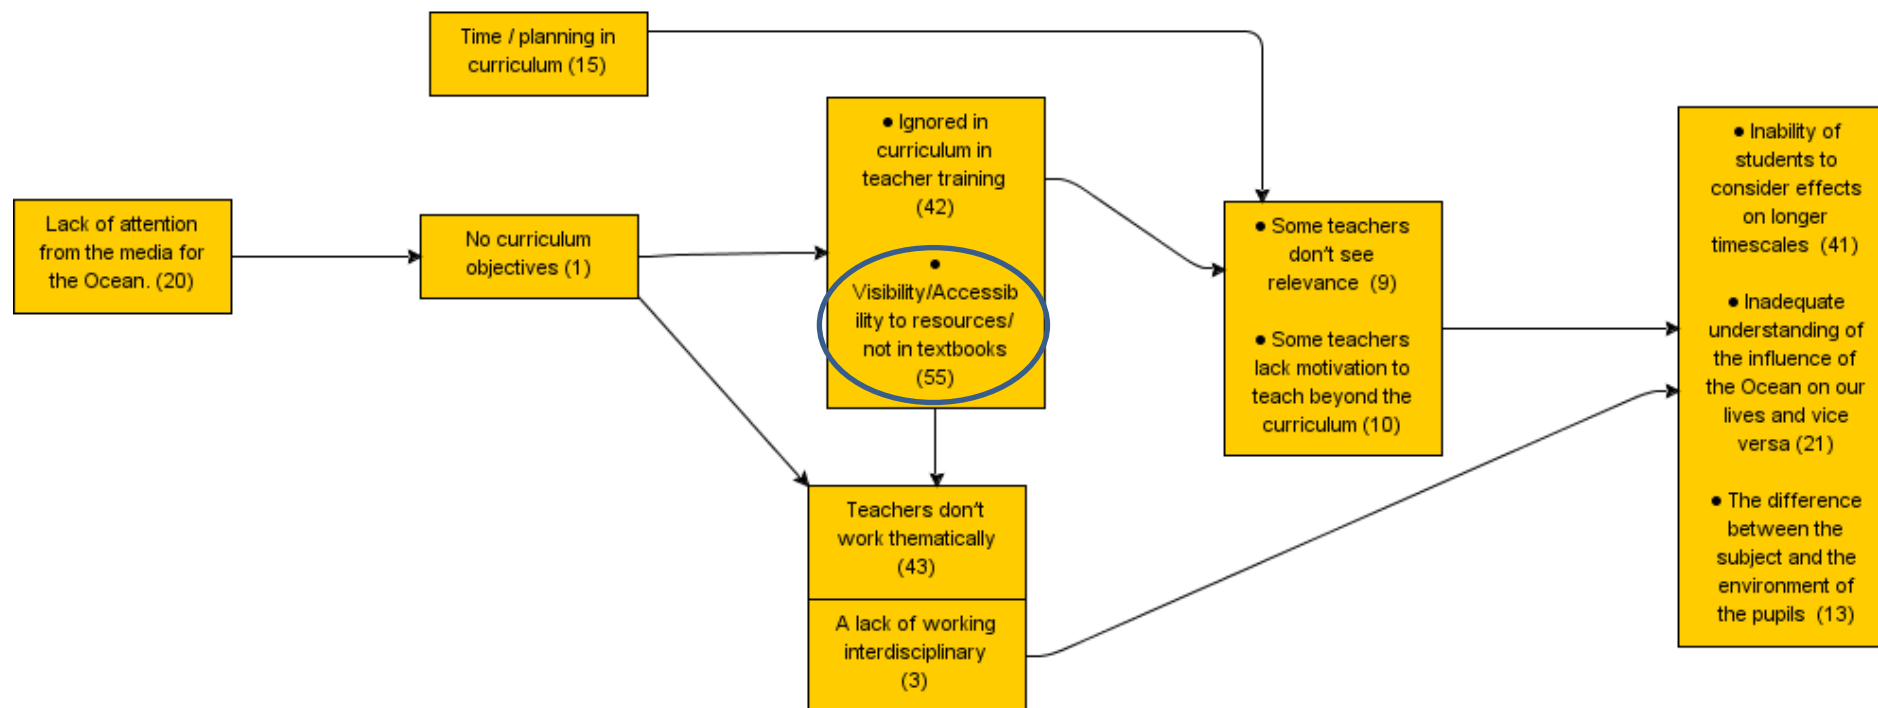 Time / planning in
curriculum (15)
Lack of attention
from the media for
the Ocean. (20)
No curriculum
objectives (1)
● Ignored in
curriculum in
teacher training
(42)
●
Visibility/Accessib
ility to resources/
not in textbooks
(55)
Teachers don't
work thematically
(43)
A lack of working
interdisciplinary
(3)
● Some teachers
don't see
relevance (9)
● Some teachers
lack motivation to
teach beyond the
curriculum (10)
● Inability of
students to
consider effects
on longer
timescales (41)
● Inadequate
understanding of
the influence of
the Ocean on our
lives and vice
versa (21)
● The difference
between the
subject and the
environment of
the pupils (13)